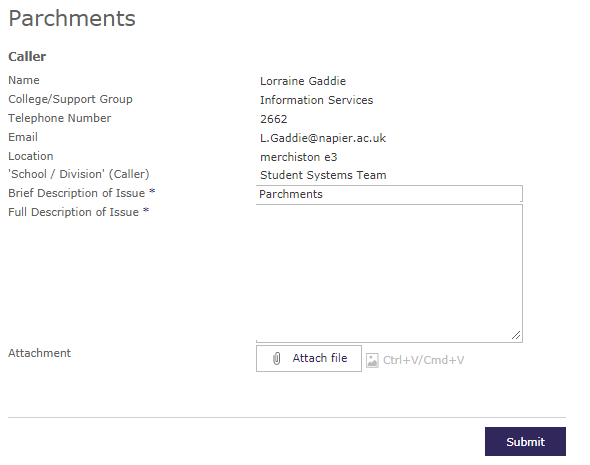 Parchments
Caller
Name Lorraine Gaddie
College/Support Group Information Services
Telephone Number 2662
Email L.Gaddie@napier.ac.uk
Location merchiston e3
'School / Division' (Caller) Student Systems Team
Brief Description of Issue * Parchments
Full Description of Issue *
Attachment Attach file Ctrl+V/Cmd+V
Submit